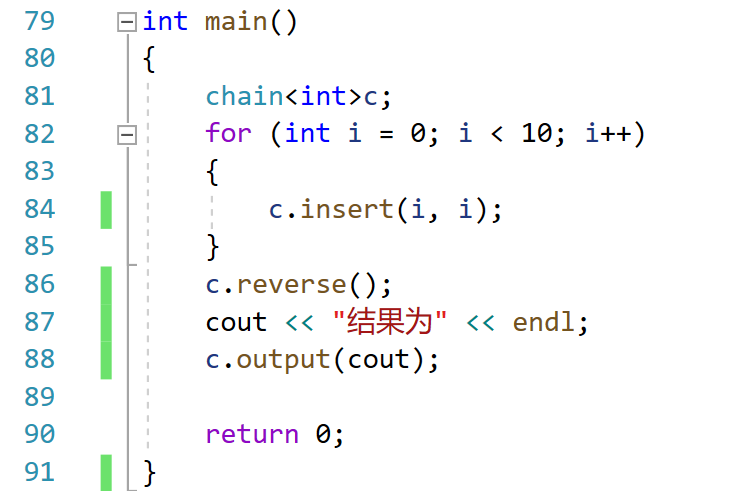 79 int main()
80 {
81 chain<int>c;
82 for (int i = 0; i < 10; i++)
83 {
84 c.insert(i, i);
85 }
86 c.reverse();
87 cout << "结果为" << endl;
88 c.output(cout);
89
90 return 0;
91 }